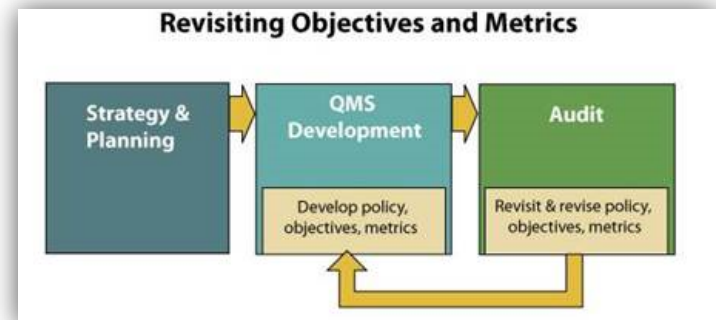 Revisiting Objectives and Metrics
Strategy &
Planning
QMS
Development
Develop policy,
objectives, metrics
Audit
Revisit & revise policy,
objectives, metrics